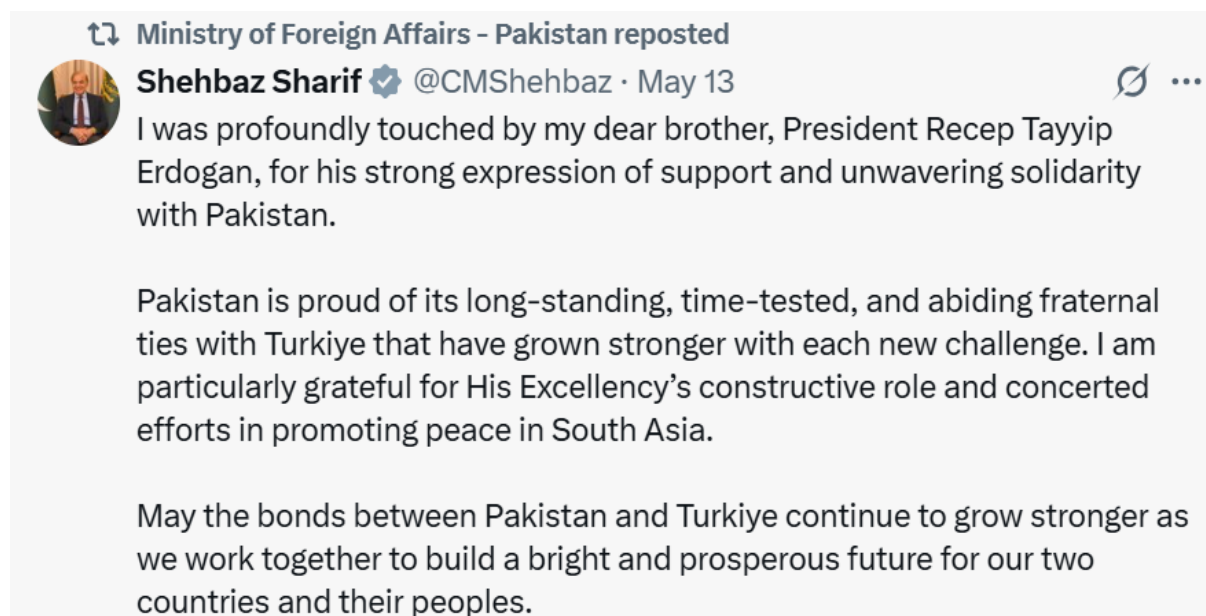 Ministry of Foreign Affairs - Pakistan reposted
Shehbaz Sharif @CMShehbaz · May 13
I was profoundly touched by my dear brother, President Recep Tayyip
Erdogan, for his strong expression of support and unwavering solidarity
with Pakistan.
Pakistan is proud of its long-standing, time-tested, and abiding fraternal
ties with Turkiye that have grown stronger with each new challenge. I am
particularly grateful for His Excellency’s constructive role and concerted
efforts in promoting peace in South Asia.
May the bonds between Pakistan and Turkiye continue to grow stronger as
we work together to build a bright and prosperous future for our two
countries and their peoples.